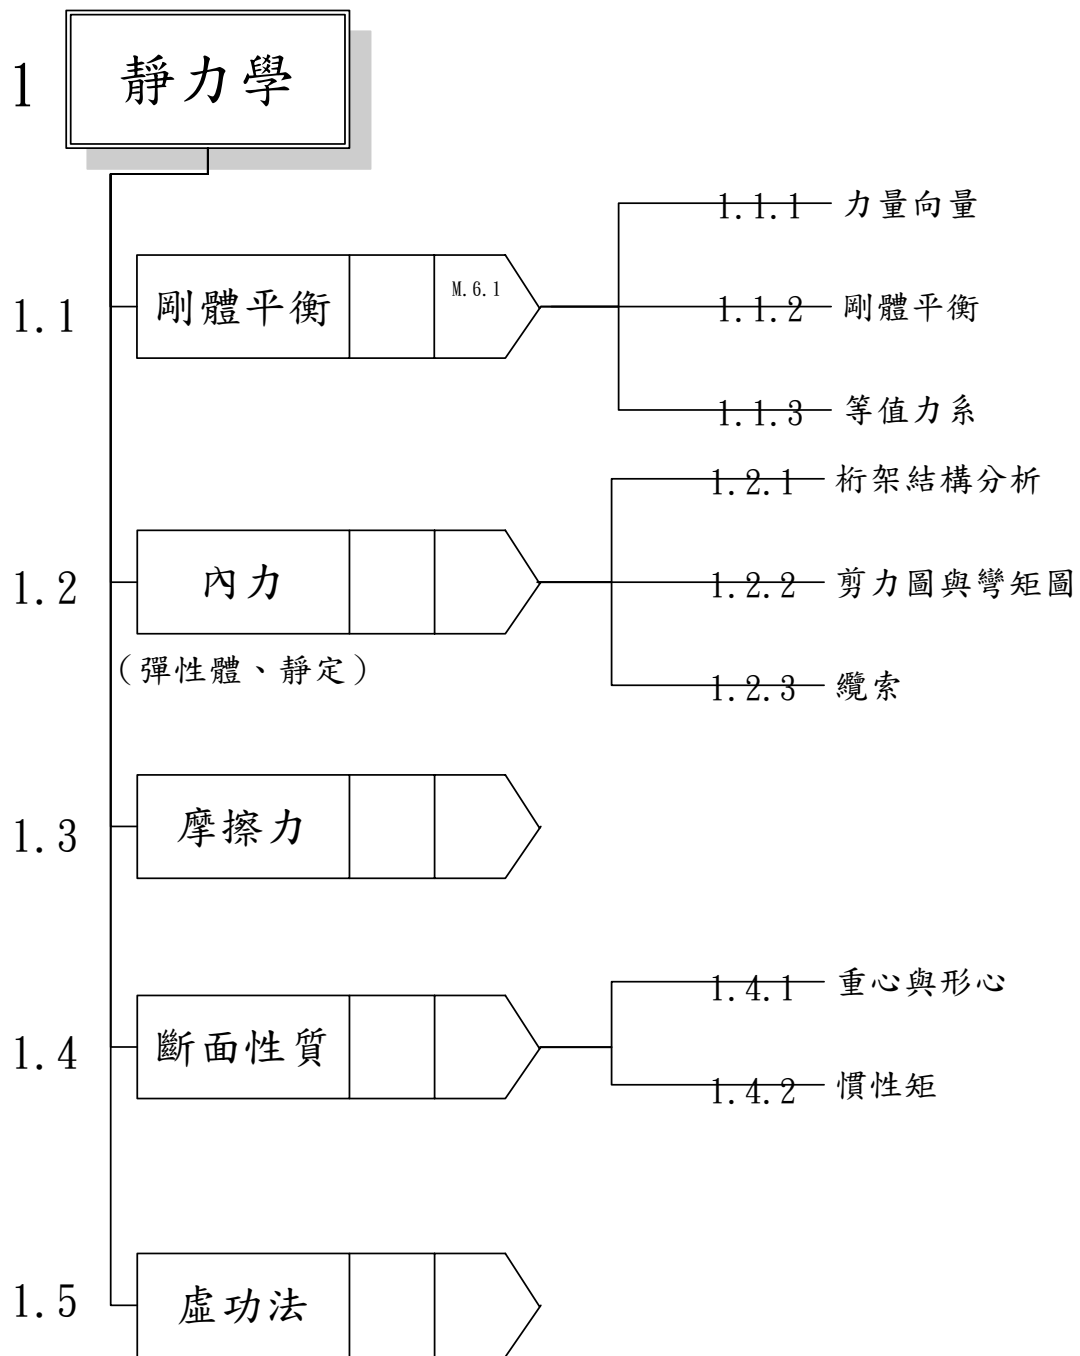 1 靜力學
1.1.1 力量向量
1.1 剛體平衡 M.6.1
1.1.2 剛體平衡
1.1.3 等值力系
1.2.1 桁架結構分析
1.2 內力
1.2.2 剪力圖與彎矩圖
（彈性體、靜定）
1.2.3 纜索
1.3 摩擦力
1.4.1 重心與形心
1.4 斷面性質
1.4.2 慣性矩
1.5 虛功法